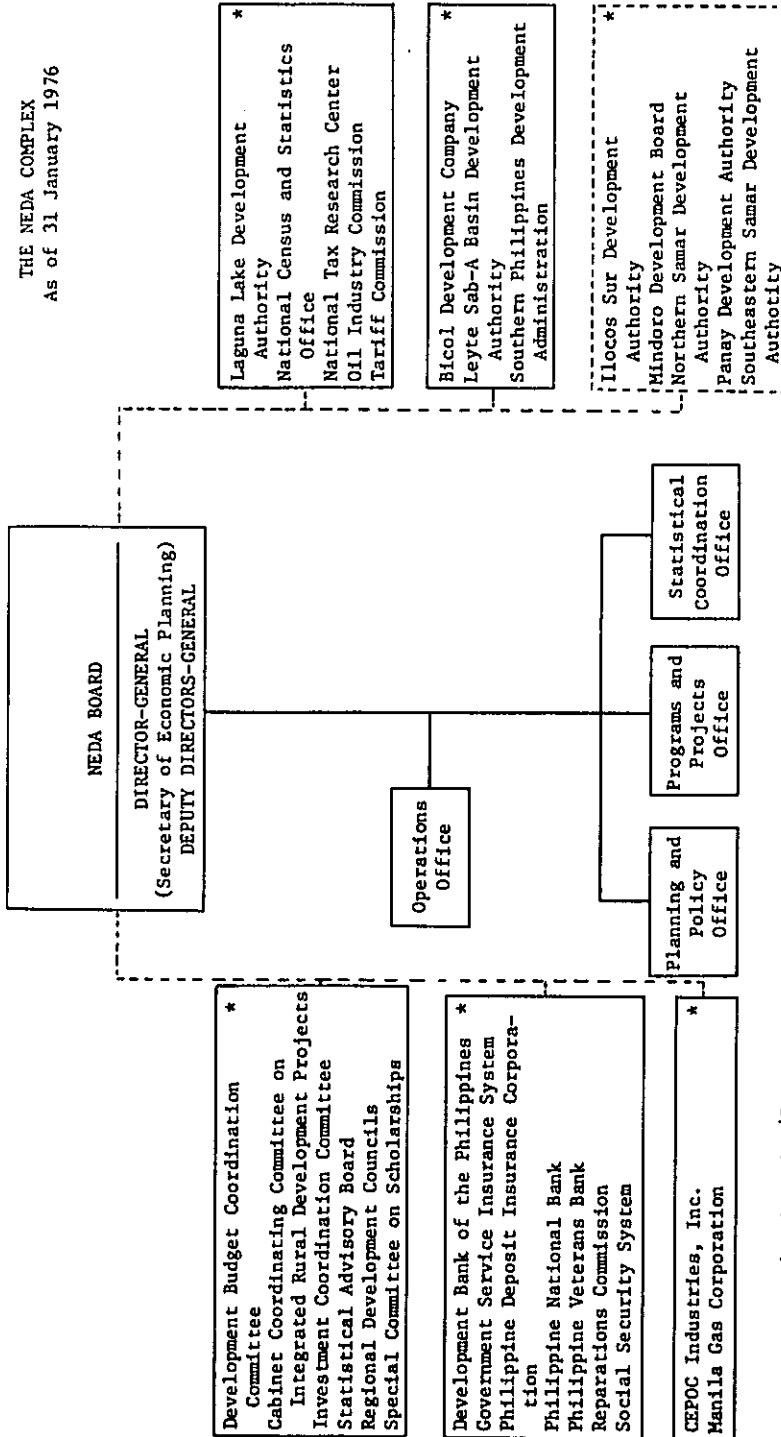 THE NEDA COMPLEX
As of 31 January 1976
NEDA BOARD
DIRECTOR-GENERAL
(Secretary of Economic Planning)
DEPUTY DIRECTORS-GENERAL
Development Budget Coordination *
Committee
Cabinet Coordinating Committee on
Integrated Rural Development Projects
Investment Coordination Committee
Statistical Advisory Board
Regional Development Councils
Special Committee on Scholarships
Development Bank of the Philippines *
Government Service Insurance System
Philippine Deposit Insurance Corpora-
tion
Philippine National Bank
Philippine Veterans Bank
Reparations Commission
Social Security System
CEPOC Industries, Inc. *
Manila Gas Corporation
Operations
Office
Planning and
Policy
Office
Programs and
Projects
Office
Statistical
Coordination
Office
Laguna Lake Development *
Authority
National Census and Statistics
Office
National Tax Research Center
Oil Industry Commission
Tariff Commission
Bicol Development Company *
Leyte Sab-A Basin Development
Authority
Southern Philippines Development
Administration
Ilocos Sur Development *
Authority
Mindoro Development Board
Northern Samar Development
Authority
Panay Development Authority
Southeastern Samar Development
Authotity